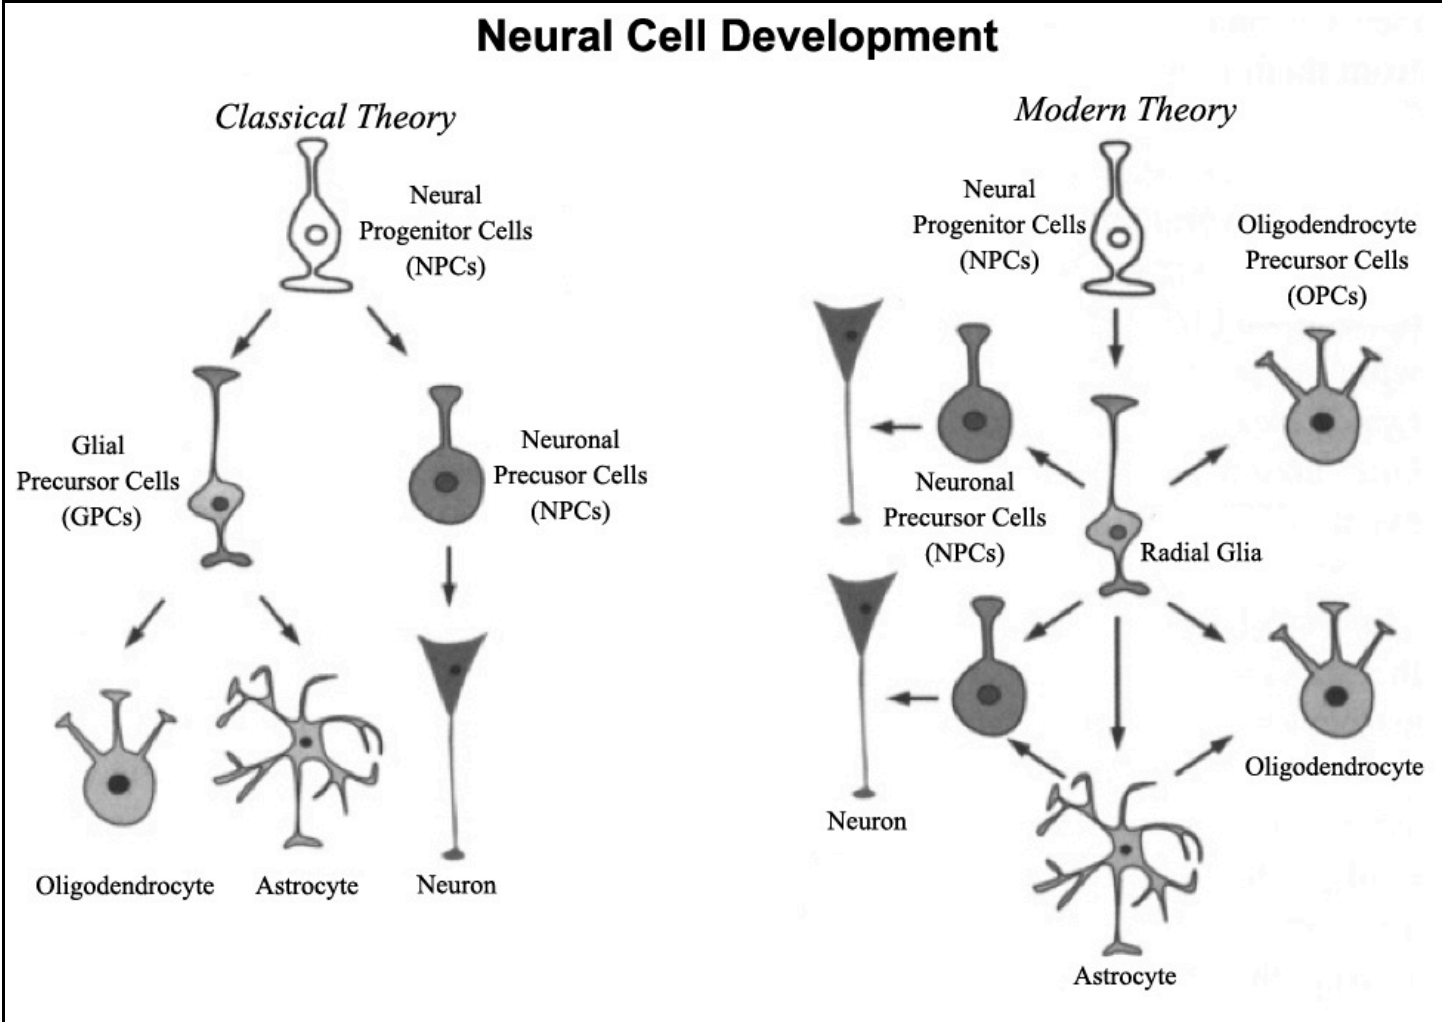 Neural Cell Development
Classical Theory
Neural
Progenitor Cells
(NPCs)
Glial
Precursor Cells
(GPCs)
Neuronal
Precusor Cells
(NPCs)
Oligodendrocyte
Astrocyte
Neuron
Modern Theory
Neural
Progenitor Cells
(NPCs)
Oligodendrocyte
Precursor Cells
(OPCs)
Neuronal
Precursor Cells
(NPCs)
Radial Glia
Neuron
Oligodendrocyte
Astrocyte